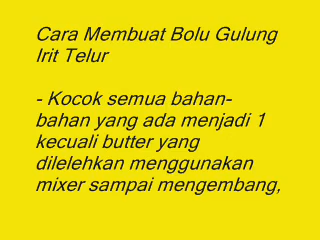 Cara Membuat Bolu Gulung
Irit Telur
- Kocok semua bahan-
bahan yang ada menjadi 1
kecuali butter yang
dilelehkan menggunakan
mixer sampai mengembang,